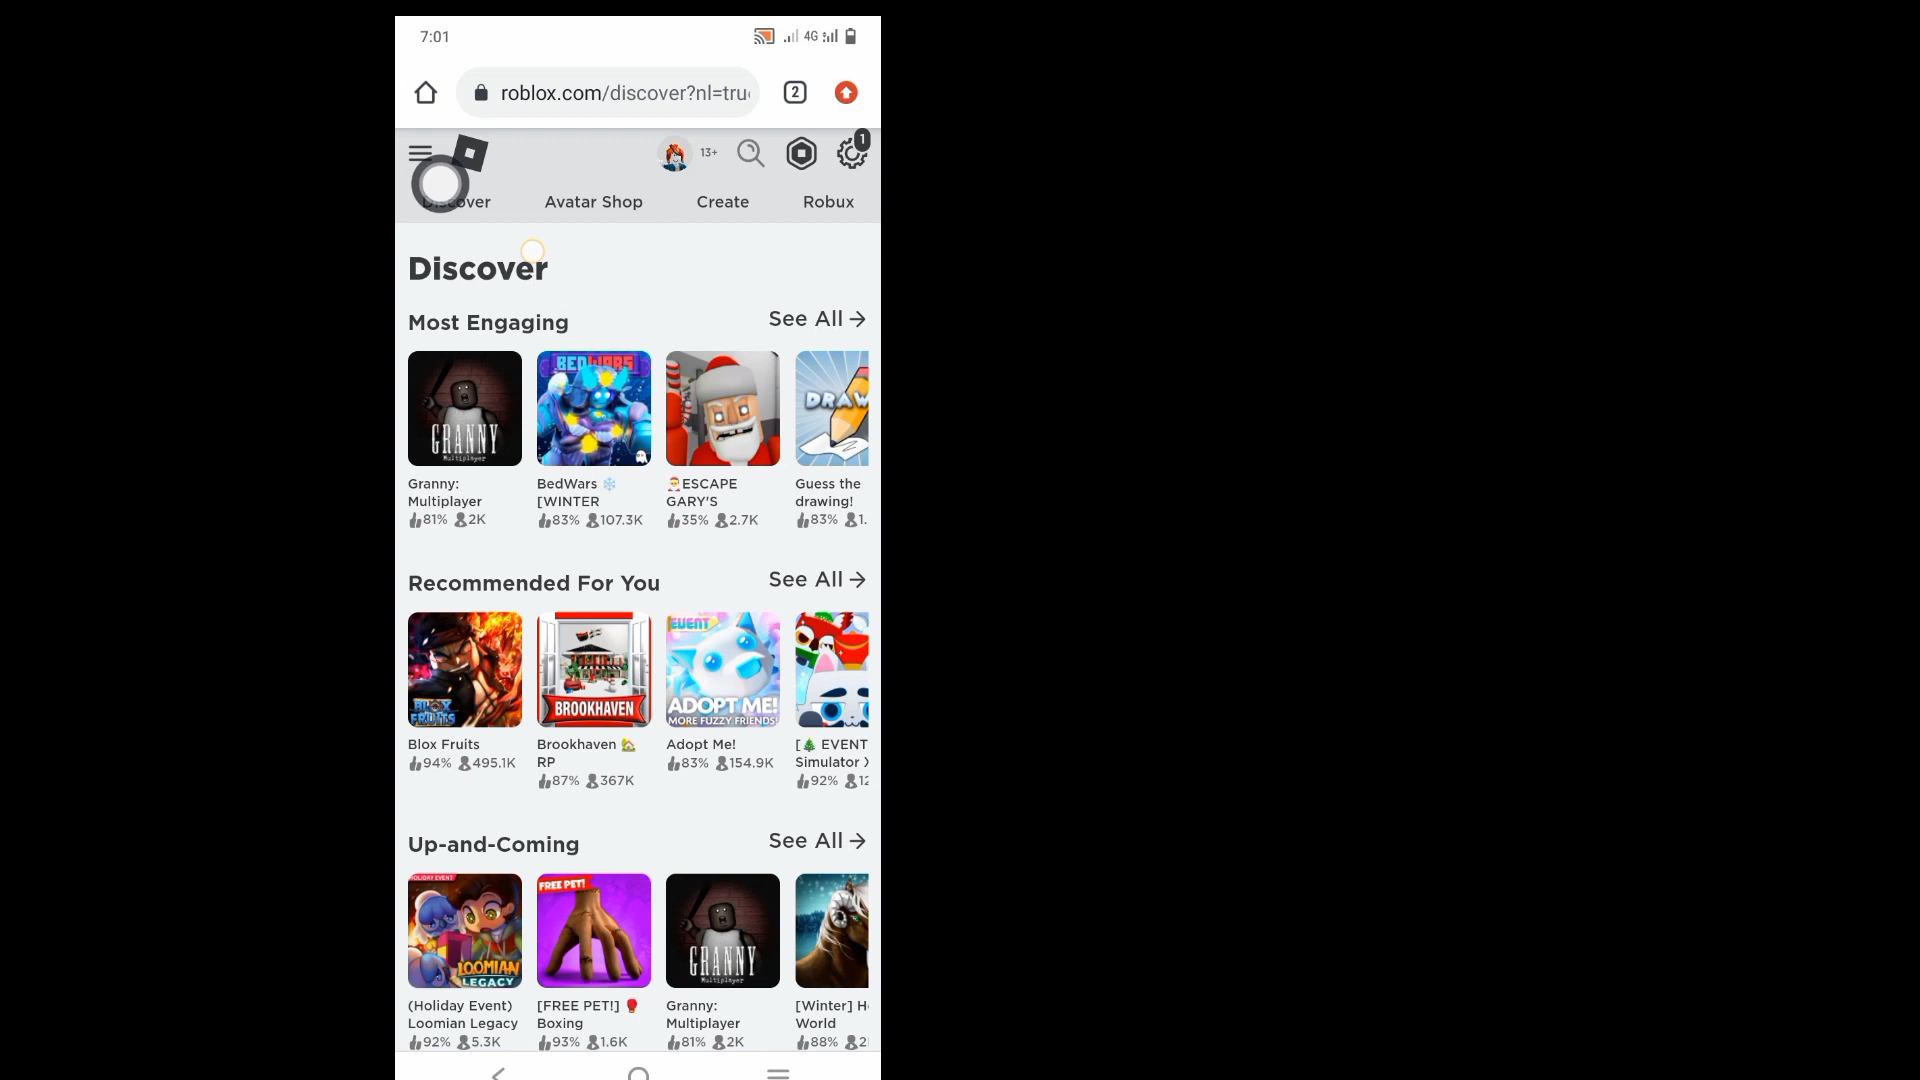 7:01
4G
roblox.com/discover?nl=tru
2
13+
1
Discover
Avatar Shop
Create
Robux
Discover
Most Engaging
See All
GRANNY
Multiplayer
BEDWARS
DRAW
Granny:
Multiplayer
81% 2K
BedWars ❄️
[WINTER
83% 107.3K
🎅ESCAPE
GARY'S
35% 2.7K
Guess the
drawing!
83% 1.
Recommended For You
See All
BLOX
FRUITS
BROOKHAVEN
EVENT
ADOPT ME!
MORE FUZZY FRIENDS!
Blox Fruits
94% 495.1K
Brookhaven 🏡
RP
87% 367K
Adopt Me!
83% 154.9K
[🎄 EVENT
Simulator X
92% 12
Up-and-Coming
See All
HOLIDAY EVENT
LOOMIAN
LEGACY
FREE PET!
GRANNY
Multiplayer
(Holiday Event)
Loomian Legacy
92% 5.3K
[FREE PET!] 🥊
Boxing
93% 1.6K
Granny:
Multiplayer
81% 2K
[Winter] H
World
88% 2